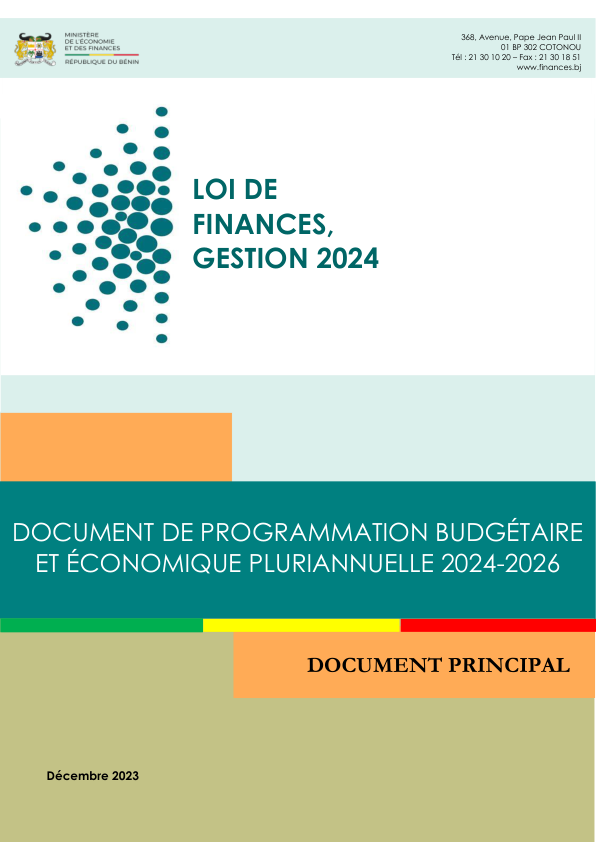 MINISTÈRE
DE L'ÉCONOMIE
ET DES FINANCES
RÉPUBLIQUE DU BÉNIN
368, Avenue, Pape Jean Paul II
01 BP 302 COTONOU
Tél : 21 30 10 20 – Fax : 21 30 18 51
www.finances.bj
LOI DE
FINANCES,
GESTION 2024
DOCUMENT DE PROGRAMMATION BUDGÉTAIRE
ET ÉCONOMIQUE PLURIANNUELLE 2024-2026
DOCUMENT PRINCIPAL
Décembre 2023